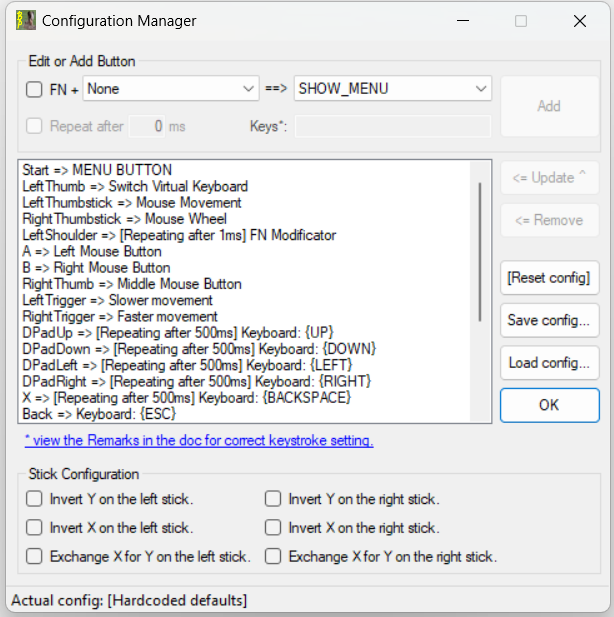 Configuration Manager
Edit or Add Button
FN + None ==> SHOW_MENU
Add
Repeat after 0 ms Keys*:
Start => MENU BUTTON
LeftThumb => Switch Virtual Keyboard
LeftThumbstick => Mouse Movement
RightThumbstick => Mouse Wheel
LeftShoulder => [Repeating after 1ms] FN Modificator
A => Left Mouse Button
B => Right Mouse Button
RightThumb => Middle Mouse Button
LeftTrigger => Slower movement
RightTrigger => Faster movement
DPadUp => [Repeating after 500ms] Keyboard: {UP}
DPadDown => [Repeating after 500ms] Keyboard: {DOWN}
DPadLeft => [Repeating after 500ms] Keyboard: {LEFT}
DPadRight => [Repeating after 500ms] Keyboard: {RIGHT}
X => [Repeating after 500ms] Keyboard: {BACKSPACE}
Back => Keyboard: {ESC}
<= Update ^
<= Remove
[Reset config]
Save config...
Load config...
OK
* view the Remarks in the doc for correct keystroke setting.
Stick Configuration
Invert Y on the left stick. Invert Y on the right stick.
Invert X on the left stick. Invert X on the right stick.
Exchange X for Y on the left stick. Exchange X for Y on the right stick.
Actual config: [Hardcoded defaults]